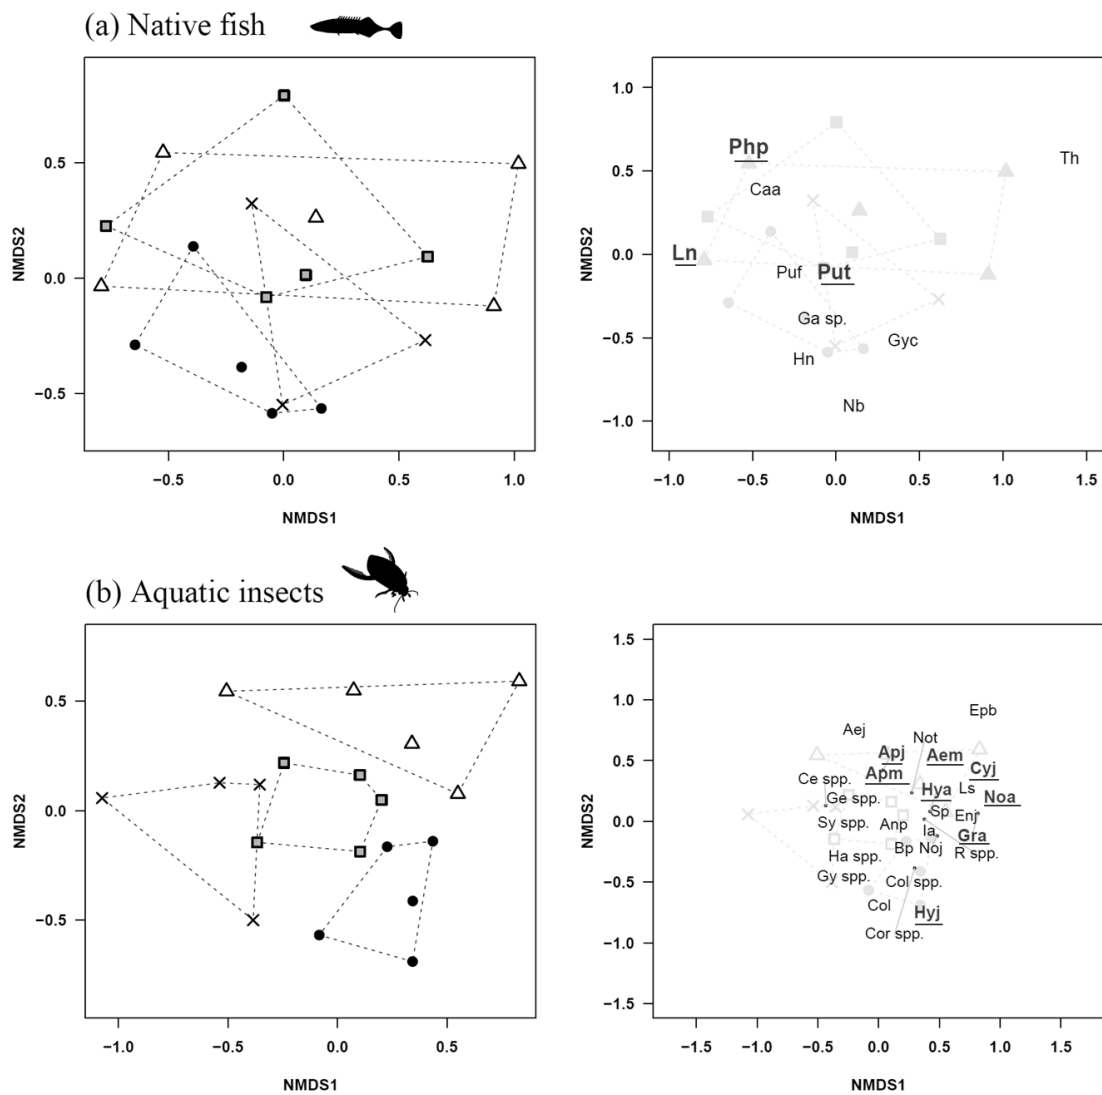 (a) Native fish
NMDS2
0.5
0.0
−0.5
−0.5
0.0
0.5
1.0
NMDS1
NMDS2
1.0
0.5
0.0
−0.5
−1.0
Php
Th
Caa
Ln
Puf
Put
Ga sp.
Gyc
Hn
Nb
−1.0
−0.5
0.0
0.5
1.0
1.5
NMDS1
(b) Aquatic insects
NMDS2
0.5
0.0
−0.5
−1.0
−0.5
0.0
0.5
NMDS1
NMDS2
1.5
1.0
0.5
0.0
−0.5
−1.0
−1.5
Epb
Aej
Not
Apj
Aem
Apm
Cyj
Ce spp.
Hya
Ls
Noa
Ge spp.
Sp
Enj
Sy spp.
Anp
Ia
Gra
Bp
Noj
R spp.
Ha spp.
Gy spp.
Col spp.
Col
Hyj
Cor spp.
−1.5
−1.0
−0.5
0.0
0.5
1.0
1.5
NMDS1